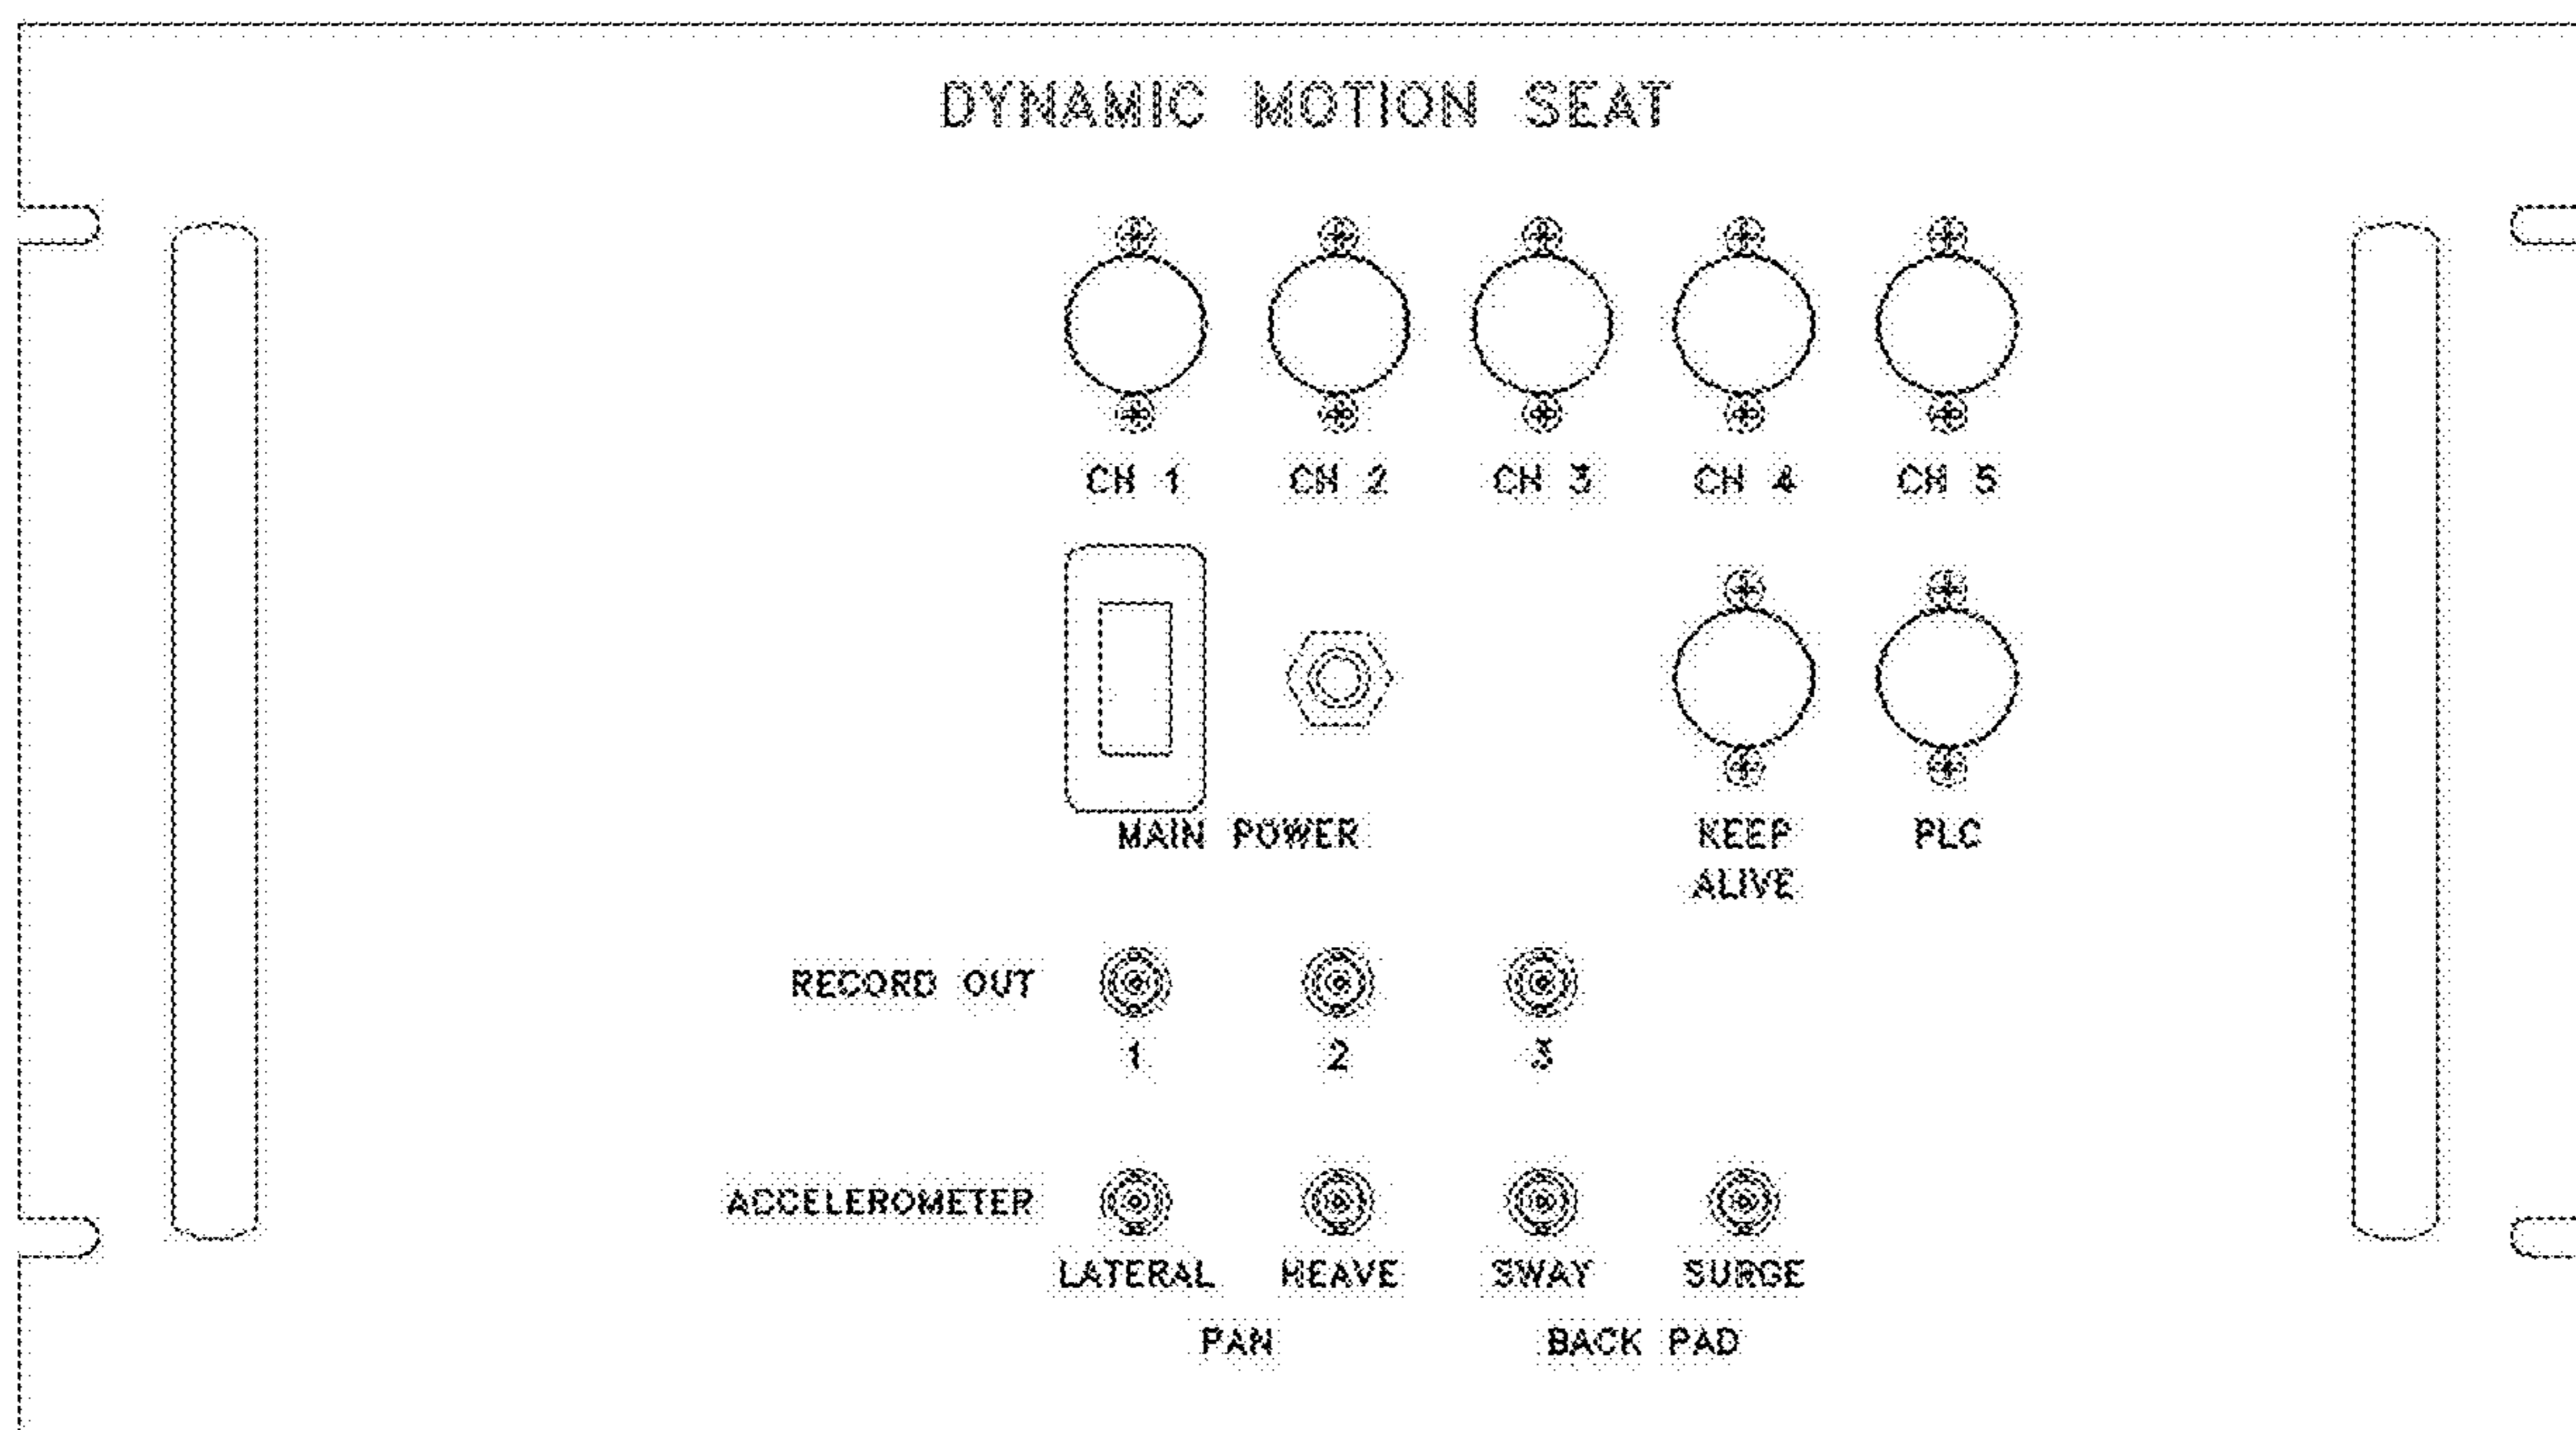 DYNAMIC MOTION SEAT
CH 1 CH 2 CH 3 CH 4 CH 5
MAIN POWER KEEP PLC
ALIVE
RECORD OUT
1 2 3
ACCELEROMETER
LATERAL HEAVE SWAY SURGE
PAN BACK PAD